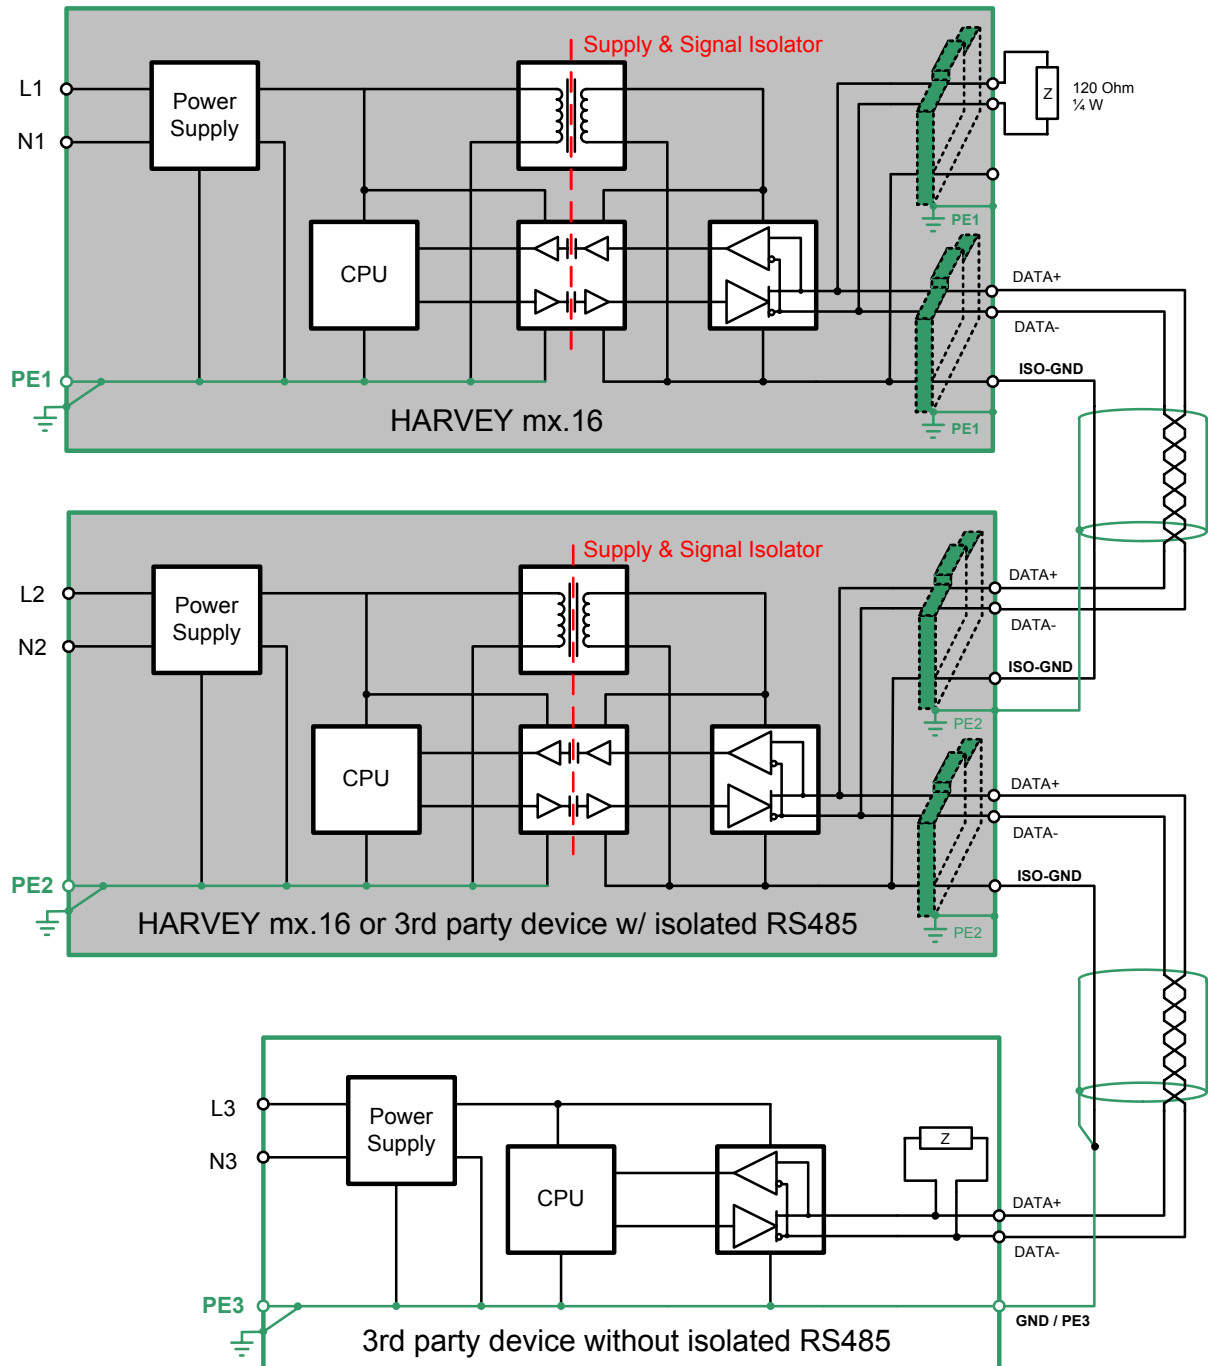 Supply & Signal Isolator
L1
Power
Supply
N1
Z
120 Ohm
¼ W
PE1
CPU
DATA+
DATA-
ISO-GND
PE1
PE1
HARVEY mx.16
Supply & Signal Isolator
L2
Power
Supply
N2
DATA+
DATA-
ISO-GND
PE2
CPU
DATA+
DATA-
ISO-GND
PE2
PE2
HARVEY mx.16 or 3rd party device w/ isolated RS485
L3
Power
Supply
N3
Z
CPU
DATA+
DATA-
PE3
GND / PE3
3rd party device without isolated RS485